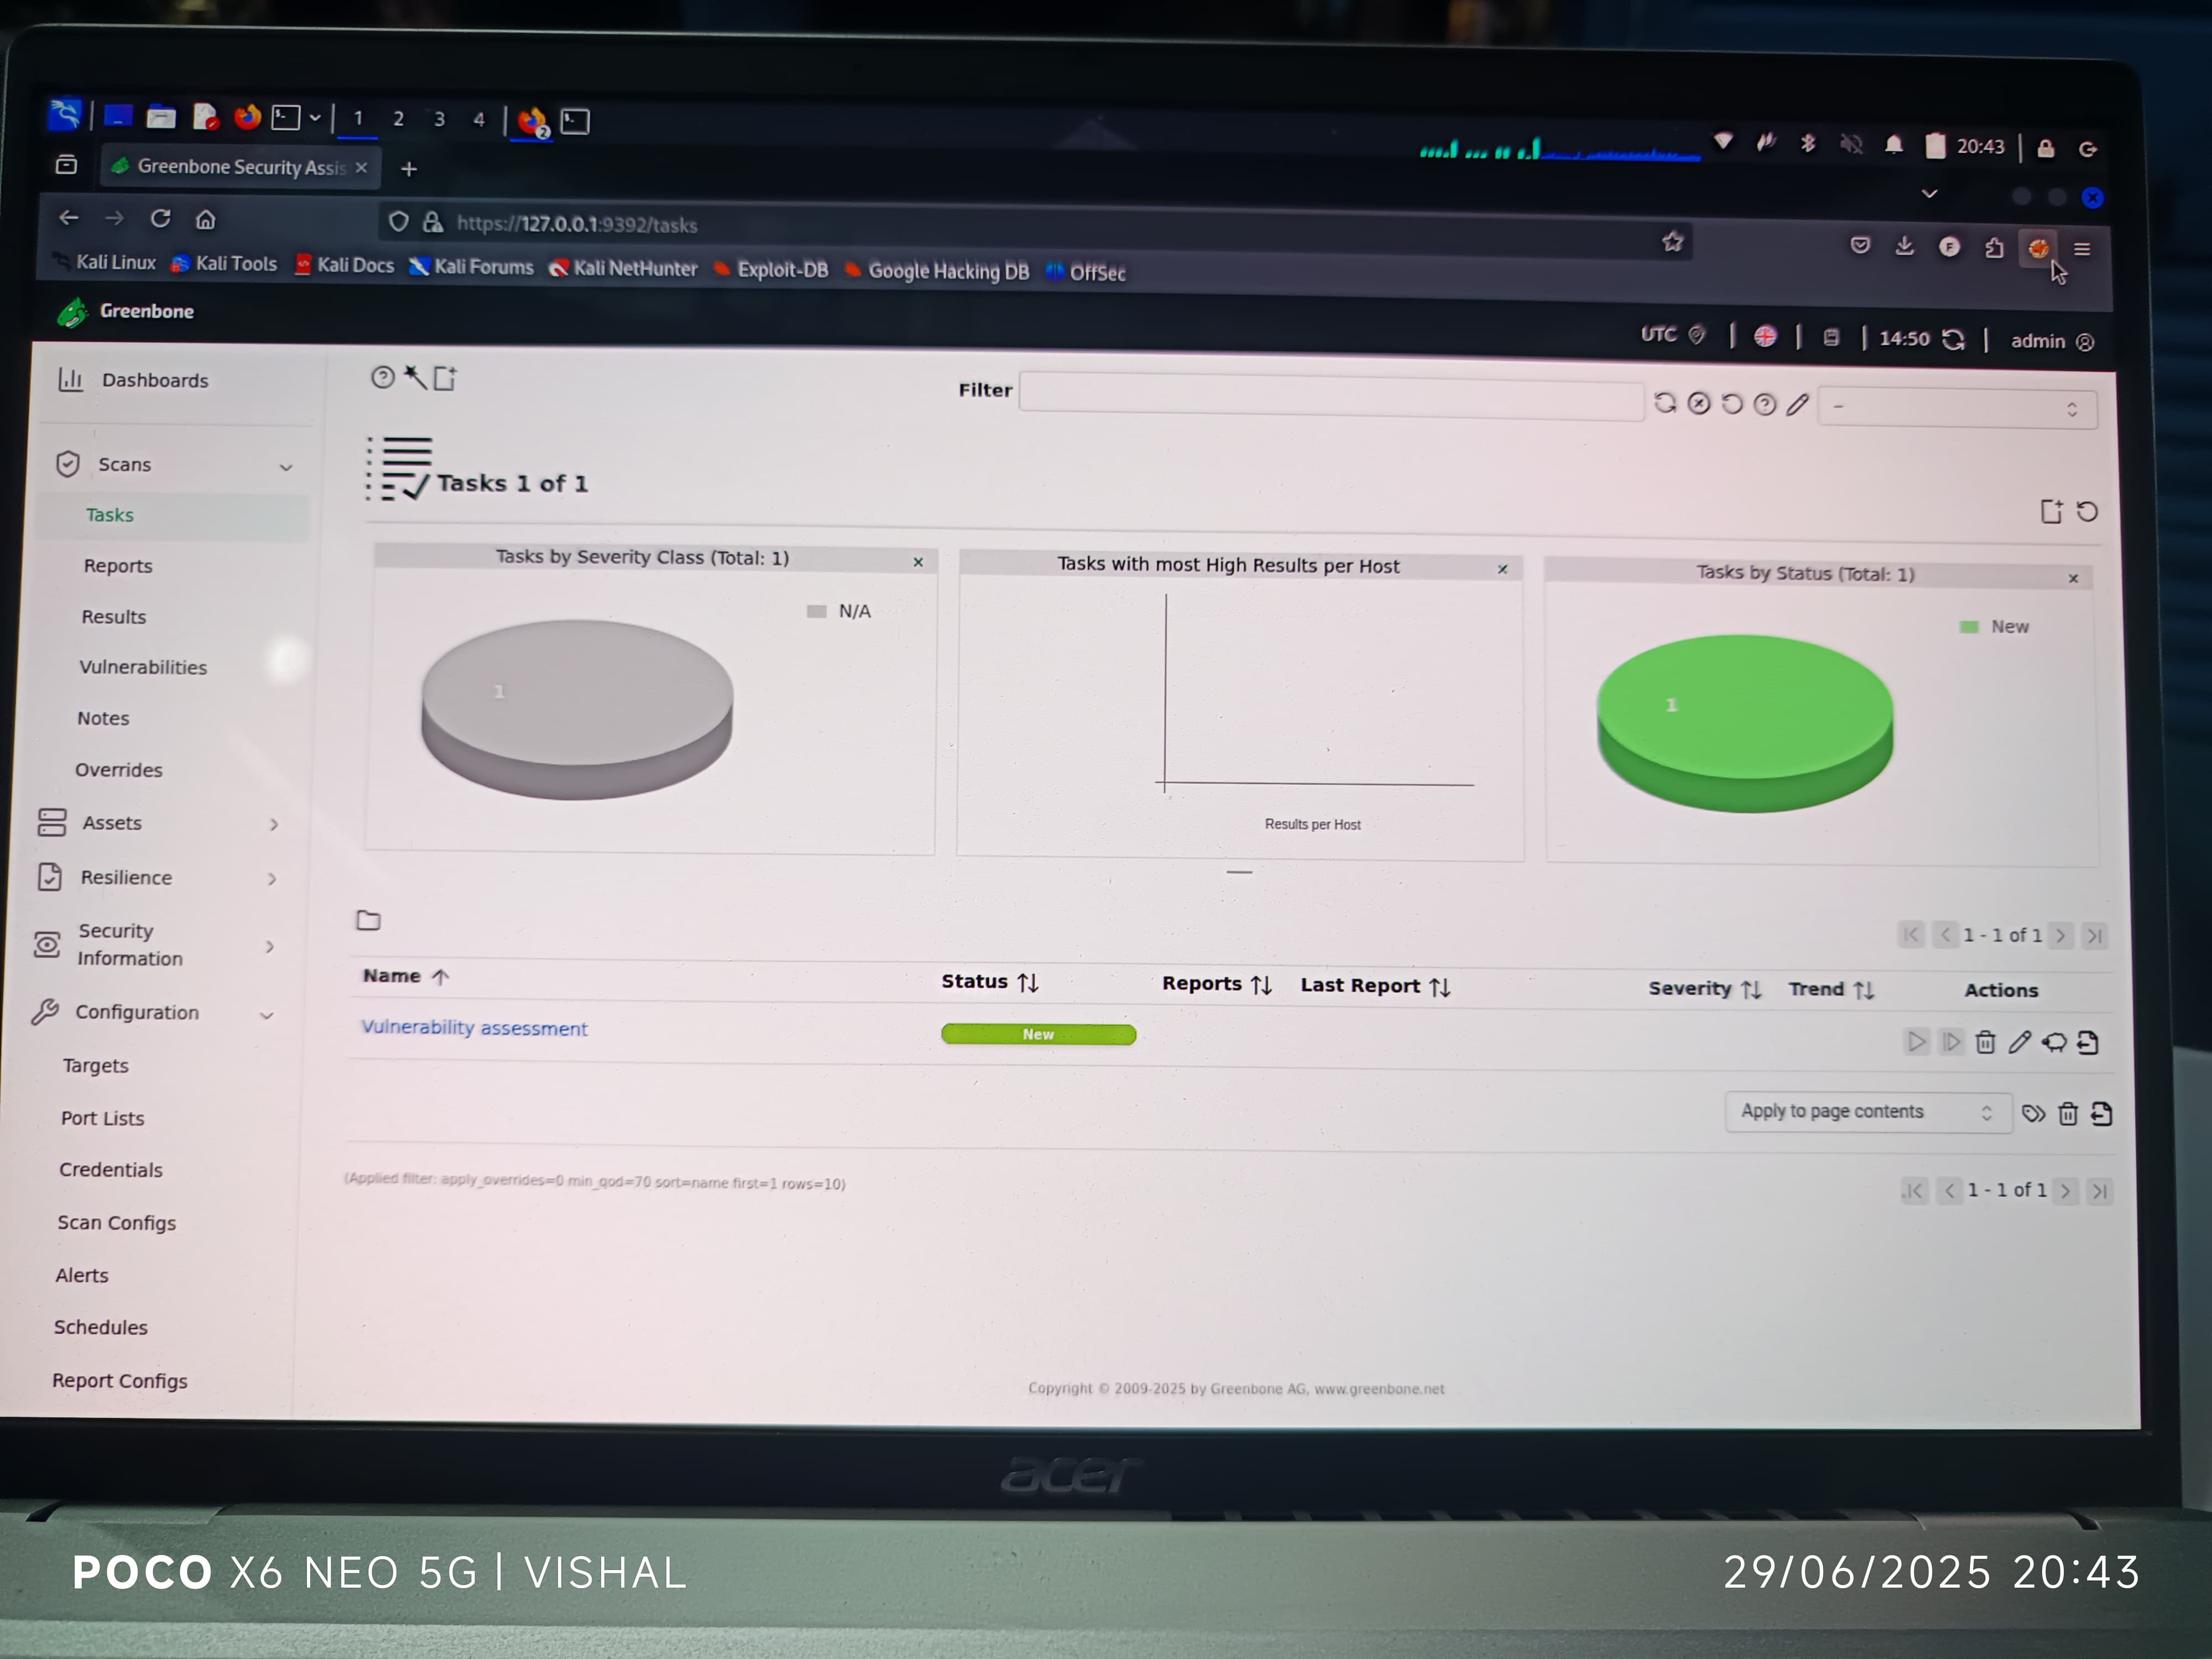 1 2 3 4
20:43
Greenbone Security Assis
https://127.0.0.1:9392/tasks
Kali Linux Kali Tools Kali Docs Kali Forums Kali NetHunter Exploit-DB Google Hacking DB OffSec
Greenbone
UTC 14:50 admin
Dashboards
Filter
–
Scans
Tasks
Reports
Results
Vulnerabilities
Notes
Overrides
Assets
Resilience
Security
Information
Configuration
Targets
Port Lists
Credentials
Scan Configs
Alerts
Schedules
Report Configs
Tasks 1 of 1
Tasks by Severity Class (Total: 1)
N/A
1
Tasks with most High Results per Host
Results per Host
Tasks by Status (Total: 1)
New
1
1 - 1 of 1
Name Status Reports Last Report Severity Trend Actions
Vulnerability assessment New
Apply to page contents
(Applied filter: apply_overrides=0 min_qod=70 sort=name first=1 rows=10)
1 - 1 of 1
Copyright © 2009-2025 by Greenbone AG, www.greenbone.net
acer
POCO X6 NEO 5G | VISHAL
29/06/2025 20:43